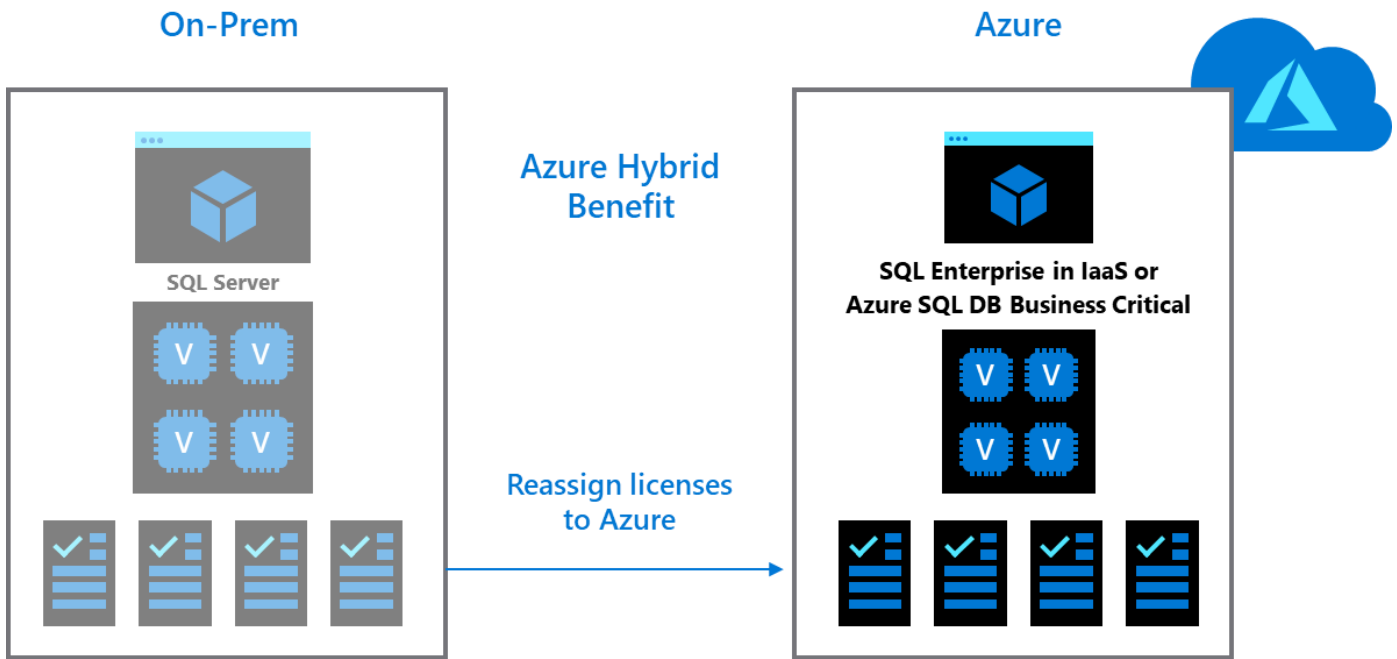 On-Prem
Azure
Azure Hybrid
Benefit
SQL Server
V V
V V
Reassign licenses
to Azure
SQL Enterprise in IaaS or
Azure SQL DB Business Critical
V V
V V